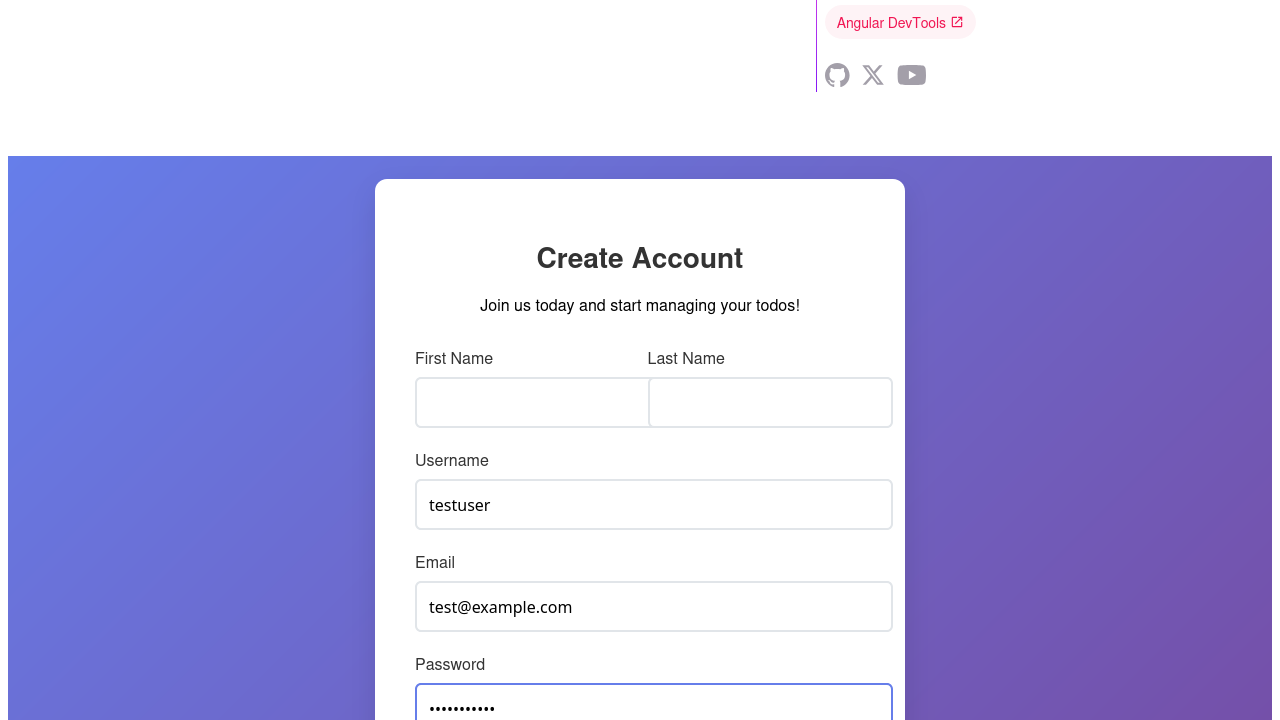 Angular DevTools
Create Account
Join us today and start managing your todos!
First Name Last Name
Username
testuser
Email
test@example.com
Password
•••••••••••